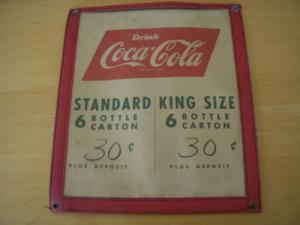 Drink
Coca-Cola
STANDARD KING SIZE
6 BOTTLE CARTON 6 BOTTLE CARTON
30¢ 30¢
PLUS DEPOSIT PLUS DEPOSIT